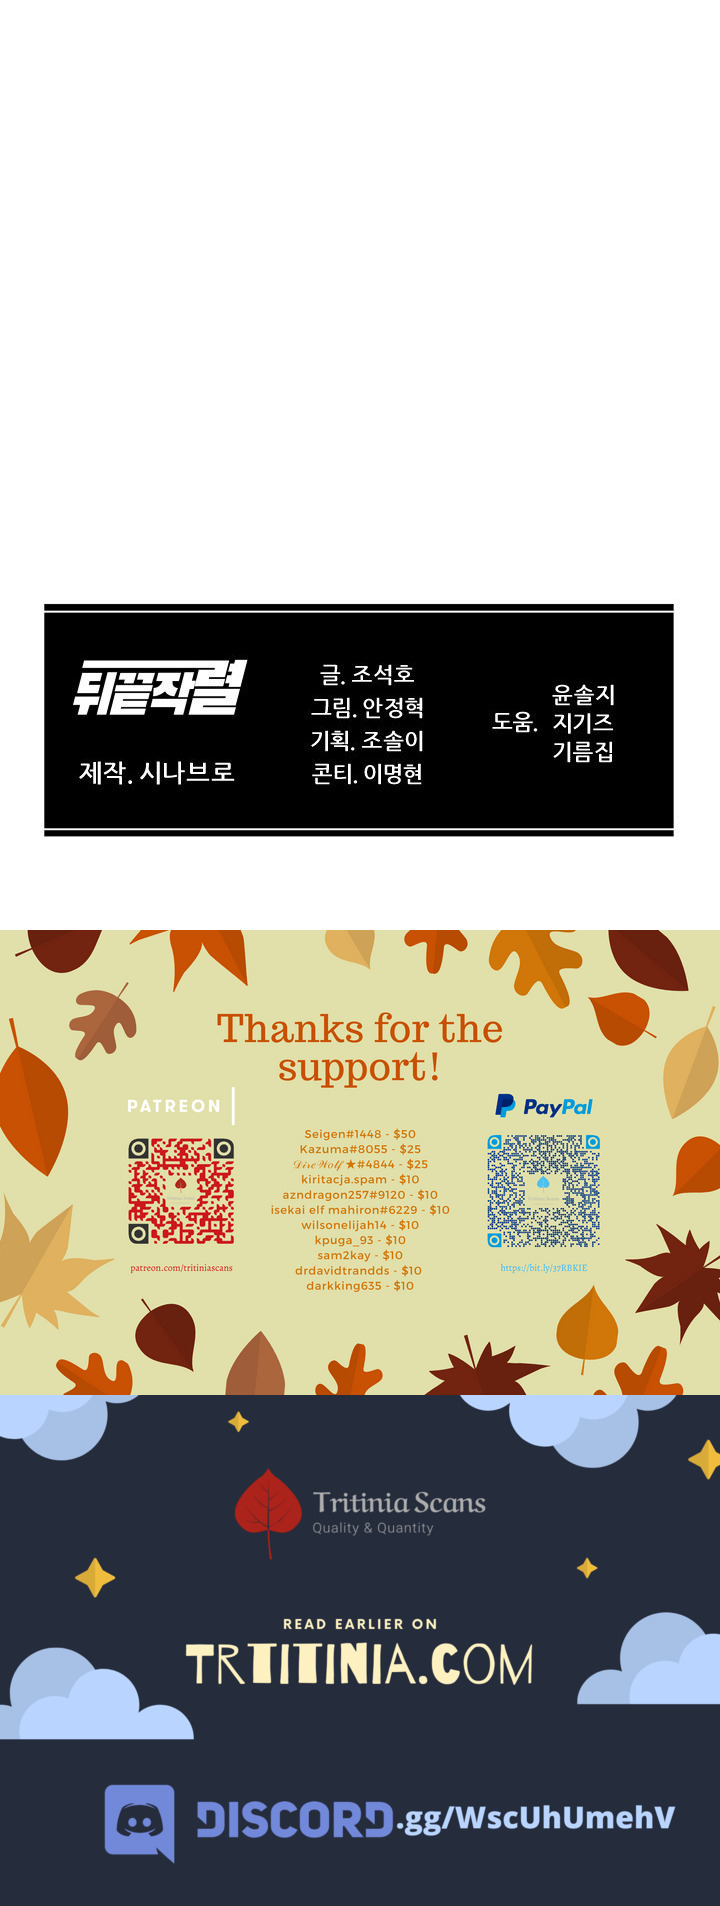 뒤끝작렬
제작. 시나브로
글. 조석호
그림. 안정혁
기획. 조솔이
콘티. 이명현
도움. 윤솔지
지기즈
기름집
Thanks for the
support!
PATREON
patreon.com/tritiniascans
Seigen#1448 - $50
Kazuma#8055 - $25
𝒟𝒾𝓇𝑒𝒲𝑜𝓁𝒻★#4844 - $25
kiritacja.spam - $10
azndragon257#9120 - $10
isekai elf mahiron#6229 - $10
wilsonelijah14 - $10
kpuga_93 - $10
sam2kay - $10
drdavidtrandds - $10
darkking635 - $10
PayPal
https://bit.ly/37RBKIE
Tritinia Scans
Quality & Quantity
READ EARLIER ON
TRTITINIA.COM
DISCORD.gg/WscUhUmehV